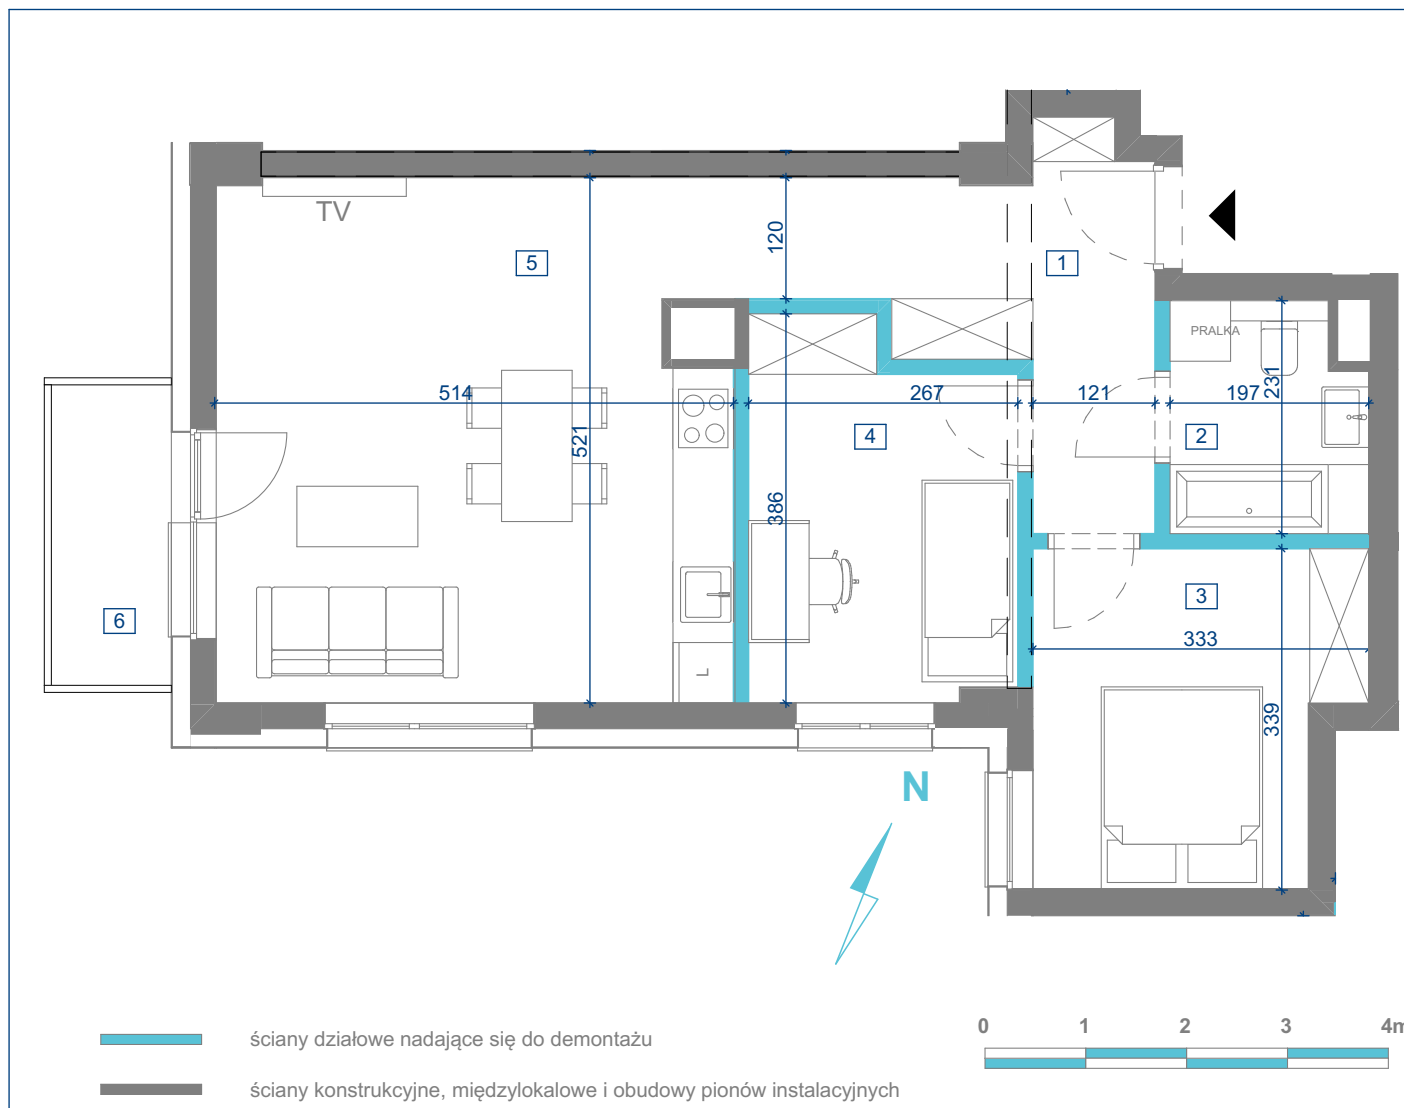 TV
5
120
1
PRALKA
231
514
267
121
197
4
2
521
386
6
3
333
L
339
N
0 1 2 3 4m
ściany działowe nadające się do demontażu
ściany konstrukcyjne, międzylokalowe i obudowy pionów instalacyjnych